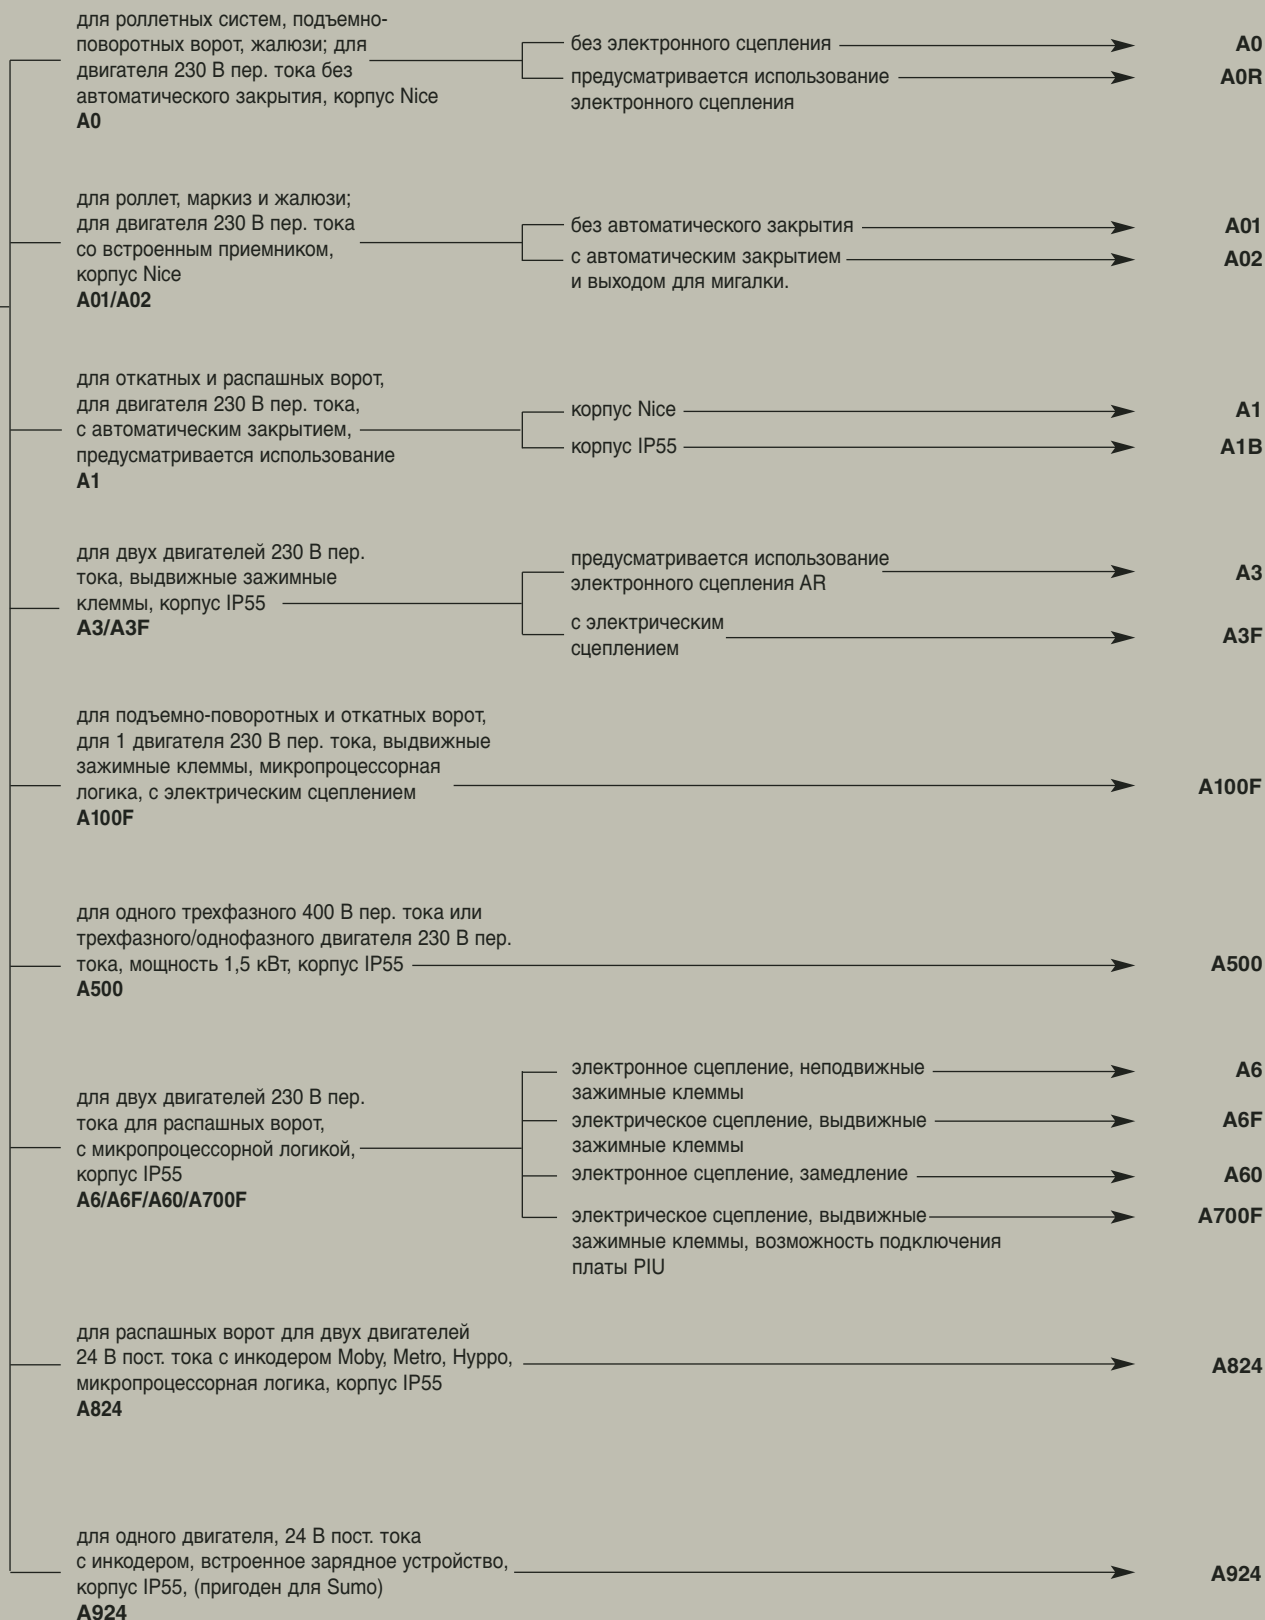 для роллетных систем, подъемно-
поворотных ворот, жалюзи; для
двигателя 230 В пер. тока без
автоматического закрытия, корпус Nice
A0
без электронного сцепления
A0
предусматривается использование
электронного сцепления
A0R
для роллет, маркиз и жалюзи;
для двигателя 230 В пер. тока
со встроенным приемником,
корпус Nice
A01/A02
без автоматического закрытия
A01
с автоматическим закрытием
и выходом для мигалки.
A02
для откатных и распашных ворот,
для двигателя 230 В пер. тока,
с автоматическим закрытием,
предусматривается использование
A1
корпус Nice
A1
корпус IP55
A1B
для двух двигателей 230 В пер.
тока, выдвижные зажимные
клеммы, корпус IP55
A3/A3F
предусматривается использование
электронного сцепления AR
A3
с электрическим
сцеплением
A3F
для подъемно-поворотных и откатных ворот,
для 1 двигателя 230 В пер. тока, выдвижные
зажимные клеммы, микропроцессорная
логика, с электрическим сцеплением
A100F
A100F
для одного трехфазного 400 В пер. тока или
трехфазного/однофазного двигателя 230 В пер.
тока, мощность 1,5 кВт, корпус IP55
A500
A500
для двух двигателей 230 В пер.
тока для распашных ворот,
с микропроцессорной логикой,
корпус IP55
A6/A6F/A60/A700F
электронное сцепление, неподвижные
зажимные клеммы
A6
электрическое сцепление, выдвижные
зажимные клеммы
A6F
электронное сцепление, замедление
A60
электрическое сцепление, выдвижные
зажимные клеммы, возможность подключения
платы PIU
A700F
для распашных ворот для двух двигателей
24 В пост. тока с инкодером Moby, Metro, Hyppo,
микропроцессорная логика, корпус IP55
A824
A824
для одного двигателя, 24 В пост. тока
с инкодером, встроенное зарядное устройство,
корпус IP55, (пригоден для Sumo)
A924
A924